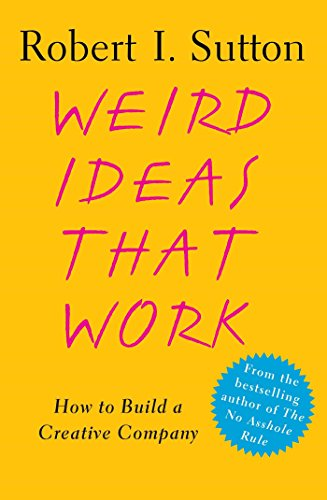 Robert I. Sutton
WEIRD
IDEAS
THAT
WORK
How to Build a
Creative Company
From the
bestselling
author of The
No Asshole
Rule